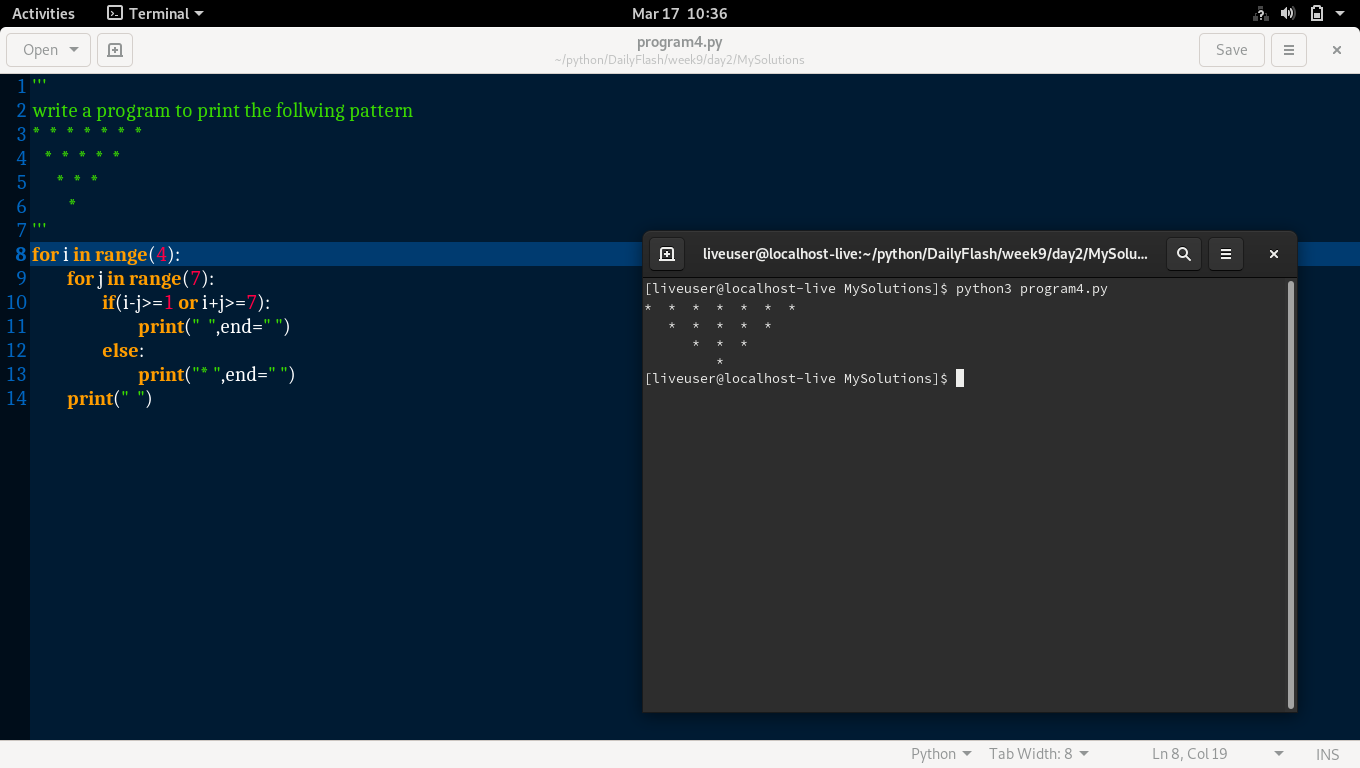 Activities Terminal Mar 17 10:36
Open program4.py Save
~/python/DailyFlash/week9/day2/MySolutions
1 '''
2 write a program to print the follwing pattern
3 * * * * * * *
4 * * * * *
5 * * *
6 *
7 '''
8 for i in range(4):
9 for j in range(7):
10 if(i-j>=1 or i+j>=7):
11 print("  ",end=" ")
12 else:
13 print("* ",end=" ")
14 print("  ")
liveuser@localhost-live:~/python/DailyFlash/week9/day2/MySolu...
[liveuser@localhost-live MySolutions]$ python3 program4.py
* * * * * * *
* * * * *
* * *
*
[liveuser@localhost-live MySolutions]$
Python Tab Width: 8 Ln 8, Col 19 INS